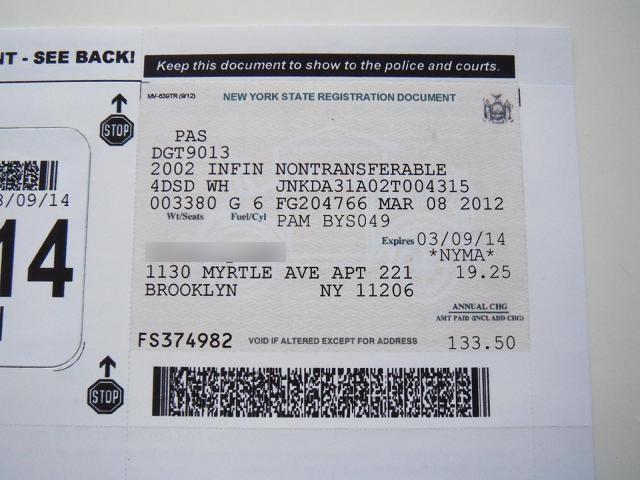 NT - SEE BACK!
Keep this document to show to the police and courts.
MV-639TR (9/12) NEW YORK STATE REGISTRATION DOCUMENT
STOP
PAS
DGT9013
2002 INFIN NONTRANSFERABLE
4DSD WH JNKDA31A02T004315
003380 G 6 FG204766 MAR 08 2012
Wt/Seats Fuel/Cyl PAM BYS049
Expires 03/09/14
*NYMA*
1130 MYRTLE AVE APT 221 19.25
BROOKLYN NY 11206
ANNUAL CHG
AMT PAID (INCL ADD CHG)
FS374982 VOID IF ALTERED EXCEPT FOR ADDRESS 133.50
STOP
3/09/14
14